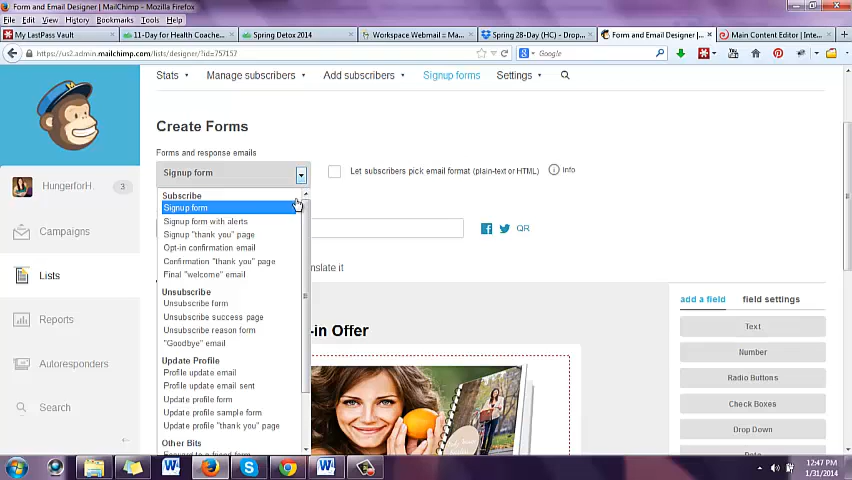 Form and Email Designer | MailChimp - Mozilla Firefox
File Edit View History Bookmarks Tools Help
My LastPass Vault
11-Day for Health Coache...
Spring Detox 2014
Workspace Webmail :: Ma...
Spring 28-Day (HC) - Drop...
Form and Email Designer |...
Main Content Editor | Inte...
https://us2.admin.mailchimp.com/lists/designer/?id=757157
Google
Stats Manage subscribers Add subscribers Signup forms Settings
Create Forms
Forms and response emails
Signup form
Let subscribers pick email format (plain-text or HTML)
info
Subscribe
Signup form
Signup form with alerts
Signup "thank you" page
Opt-in confirmation email
Confirmation "thank you" page
Final "welcome" email
Unsubscribe
Unsubscribe form
Unsubscribe success page
Unsubscribe reason form
"Goodbye" email
Update Profile
Profile update email
Profile update email sent
Update profile form
Update profile sample form
Update profile "thank you" page
Other Bits
Forward to a friend form
QR
nslate it
-in Offer
HungerforH.
3
Campaigns
Lists
Reports
Autoresponders
Search
add a field field settings
Text
Number
Radio Buttons
Check Boxes
Drop Down
Date
12:47 PM
1/31/2014